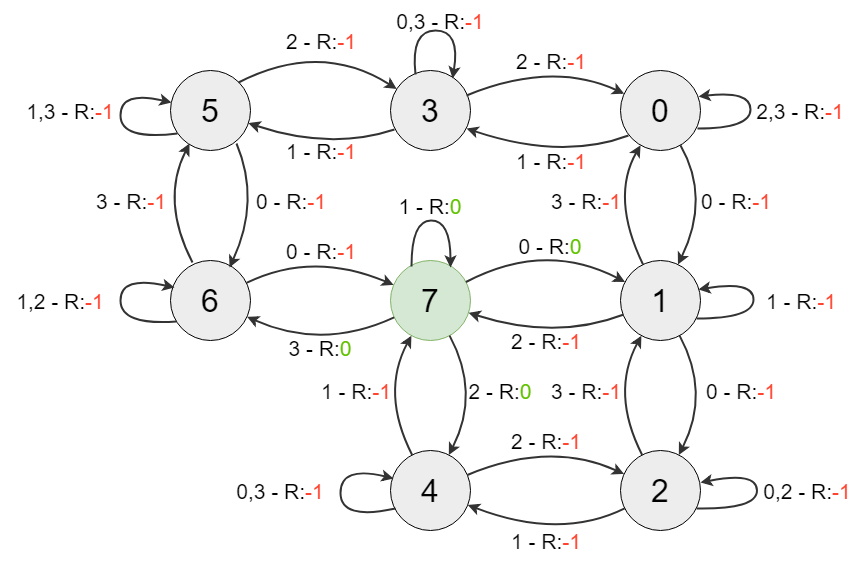 0,3 - R:-1
2 - R:-1
2 - R:-1
1,3 - R:-1
5
3
0
2,3 - R:-1
1 - R:-1
1 - R:-1
3 - R:-1
0 - R:-1
1 - R:0
3 - R:-1
0 - R:-1
0 - R:-1
0 - R:0
1,2 - R:-1
6
7
1
1 - R:-1
3 - R:0
2 - R:-1
1 - R:-1
2 - R:0
3 - R:-1
0 - R:-1
2 - R:-1
0,3 - R:-1
4
2
0,2 - R:-1
1 - R:-1